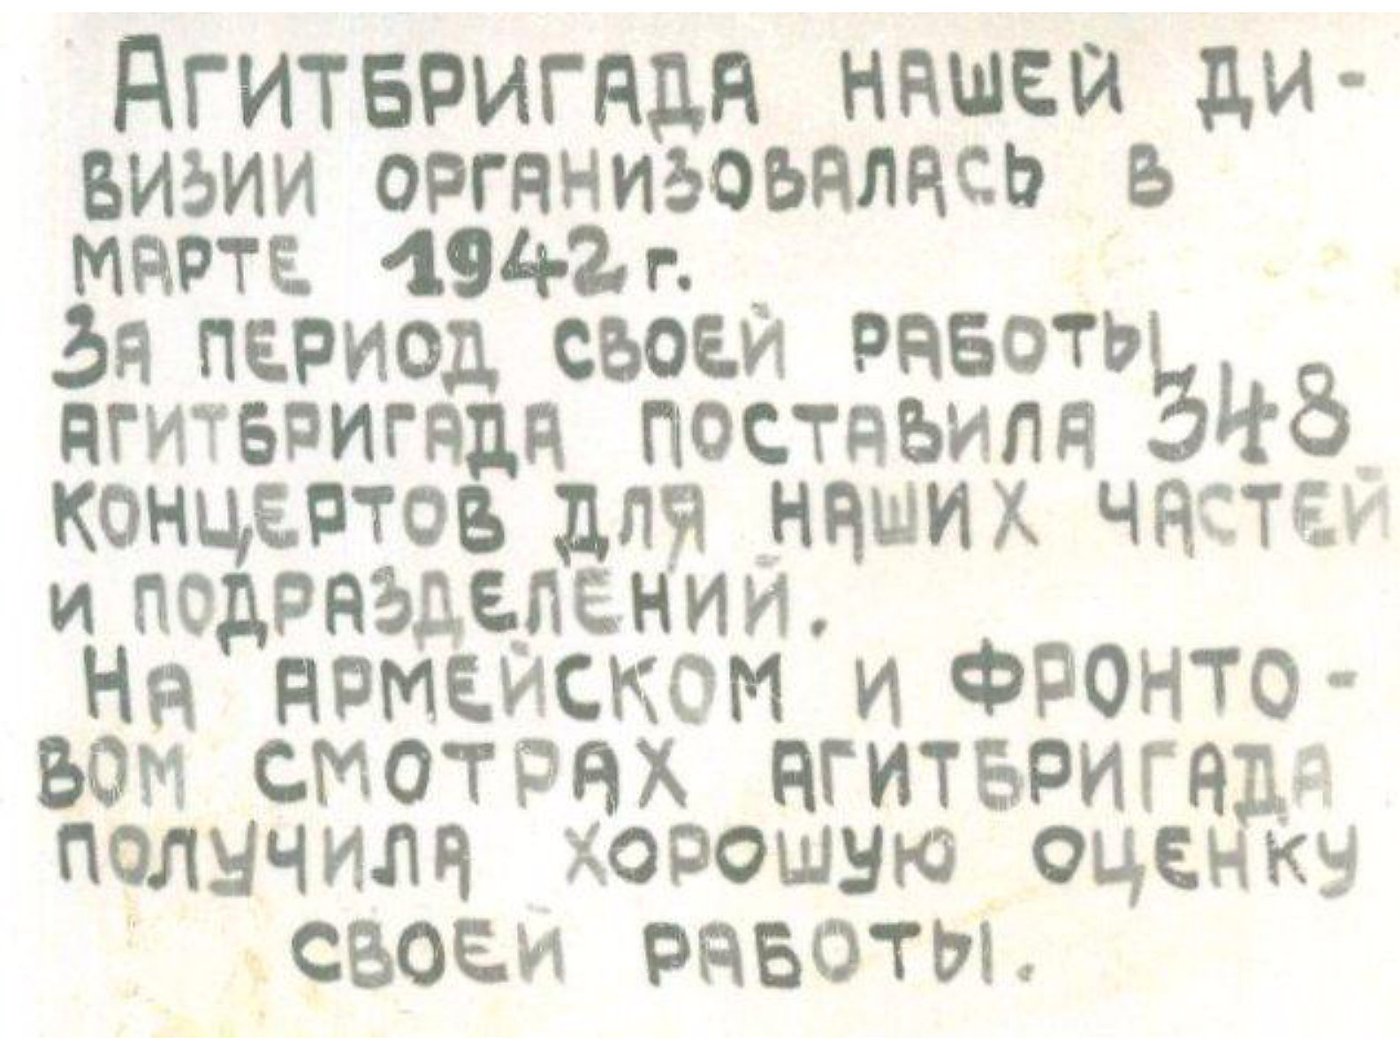 Агитбригада нашей ди-
визии организовалась в
марте 1942 г.
За период своей работы
агитбригада поставила 348
концертов для наших частей
и подразделений.
На армейском и фронто-
вом смотрах агитбригада
получила хорошую оценку
своей работы.